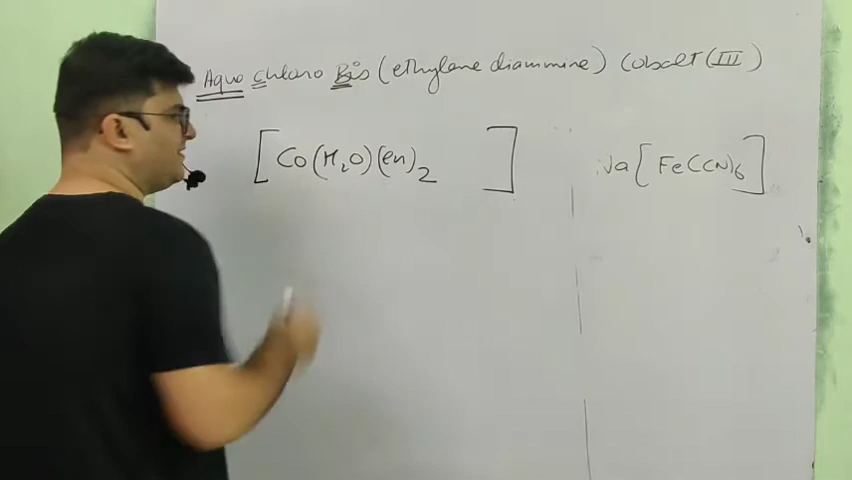 Aquo Chloro Bis (ethylene diammine) Cobalt (III)
[Co(H₂O)(en)₂ ]
Na[Fe(CN)₆]